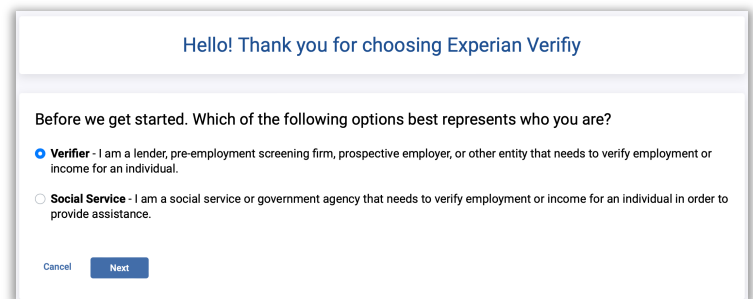 Hello! Thank you for choosing Experian Verifiy
Before we get started. Which of the following options best represents who you are?
Verifier - I am a lender, pre-employment screening firm, prospective employer, or other entity that needs to verify employment or
income for an individual.
Social Service - I am a social service or government agency that needs to verify employment or income for an individual in order to
provide assistance.
Cancel Next